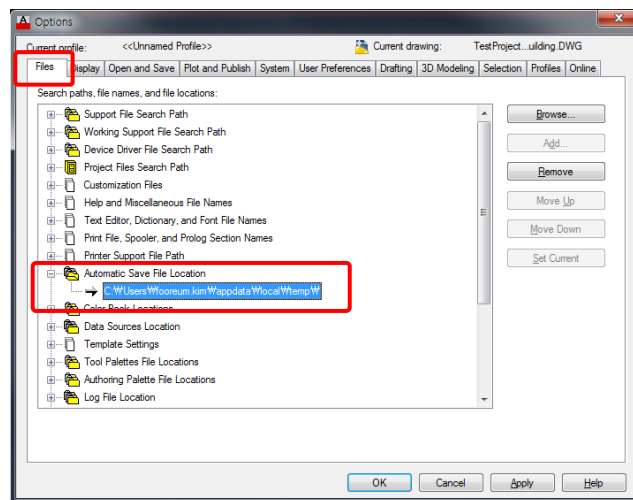 Options
Current profile: <<Unnamed Profile>> Current drawing: TestProject...uilding.DWG
Files Display Open and Save Plot and Publish System User Preferences Drafting 3D Modeling Selection Profiles Online
Search paths, file names, and file locations:
Support File Search Path
Working Support File Search Path
Device Driver File Search Path
Project Files Search Path
Customization Files
Help and Miscellaneous File Names
Text Editor, Dictionary, and Font File Names
Print File, Spooler, and Prolog Section Names
Printer Support File Path
Automatic Save File Location
C:₩Users₩fooreum.kim₩appdata₩local₩temp₩
Color Book Locations
Data Sources Location
Template Settings
Tool Palettes File Locations
Authoring Palette File Locations
Log File Location
Browse...
Add...
Remove
Move Up
Move Down
Set Current
OK Cancel Apply Help